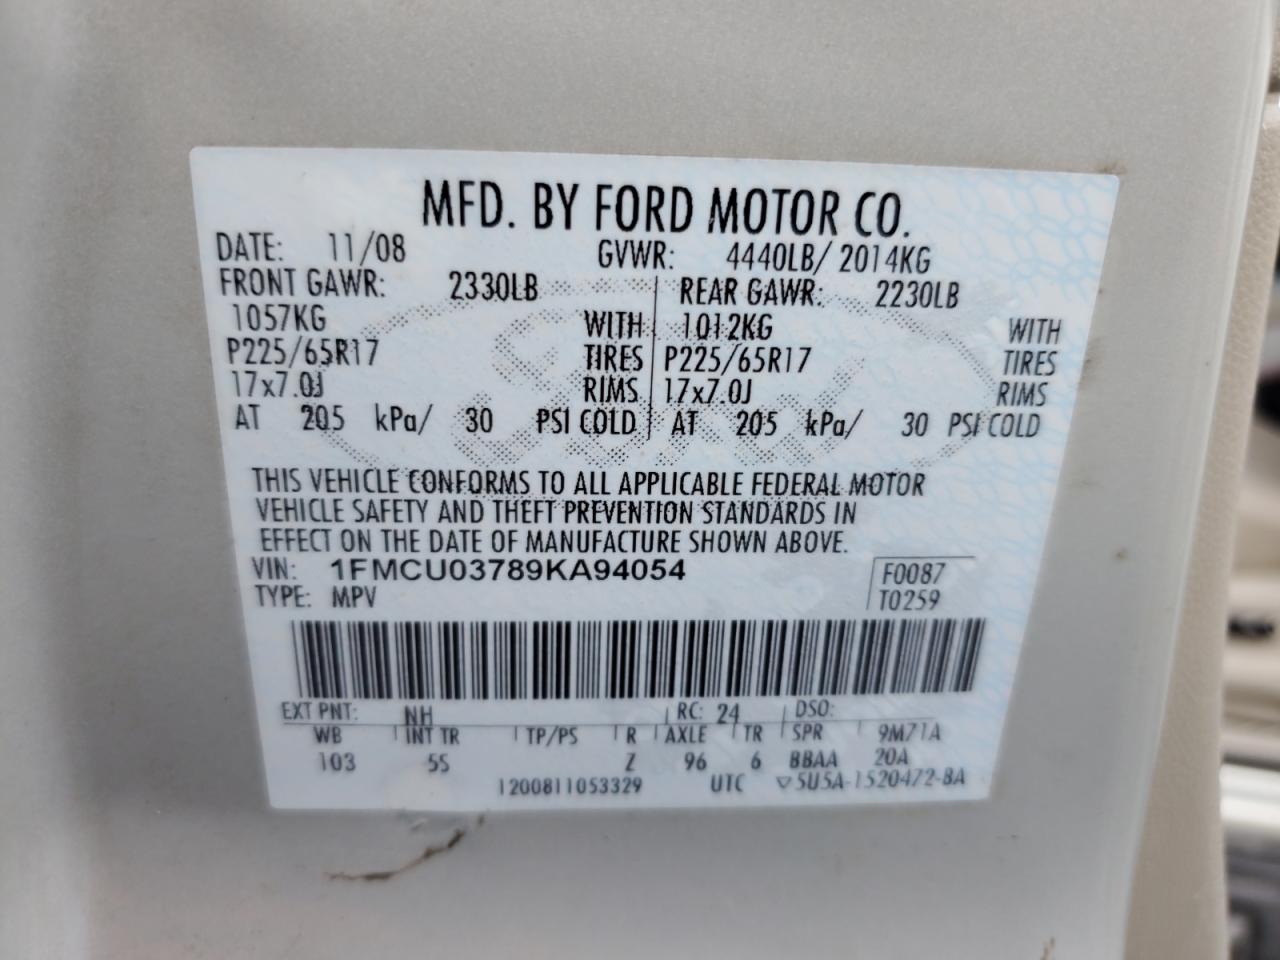 MFD. BY FORD MOTOR CO.
DATE: 11/08 GVWR: 4440LB/ 2014KG
FRONT GAWR: 2330LB REAR GAWR: 2230LB
1057KG WITH 1012KG WITH
P225/65R17 TIRES P225/65R17 TIRES
17x7.0J RIMS 17x7.0J RIMS
AT 205 kPa/ 30 PSI COLD AT 205 kPa/ 30 PSI COLD
THIS VEHICLE CONFORMS TO ALL APPLICABLE FEDERAL MOTOR
VEHICLE SAFETY AND THEFT PREVENTION STANDARDS IN
EFFECT ON THE DATE OF MANUFACTURE SHOWN ABOVE.
VIN: 1FMCU03789KA94054 F0087
TYPE: MPV T0259
EXT PNT: NH RC: 24 DSO:
WB INT TR TP/PS R AXLE TR SPR 9M71A
103 5S Z 96 6 BBAA 20A
1200811053329 UTC ▽5U5A-1520472-BA